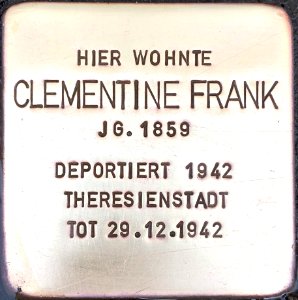 HIER WOHNTE
CLEMENTINE FRANK
JG. 1859
DEPORTIERT 1942
THERESIENSTADT
TOT 29.12.1942